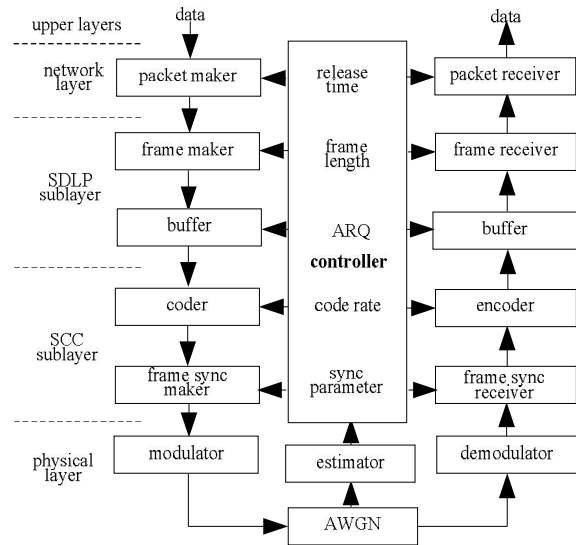 upper layers
data
data
network
layer
packet maker
release
time
packet receiver
SDLP
sublayer
frame maker
frame
length
frame receiver
buffer
ARQ
buffer
controller
SCC
sublayer
coder
code rate
encoder
frame sync
maker
sync
parameter
frame sync
receiver
physical
layer
modulator
estimator
demodulator
AWGN